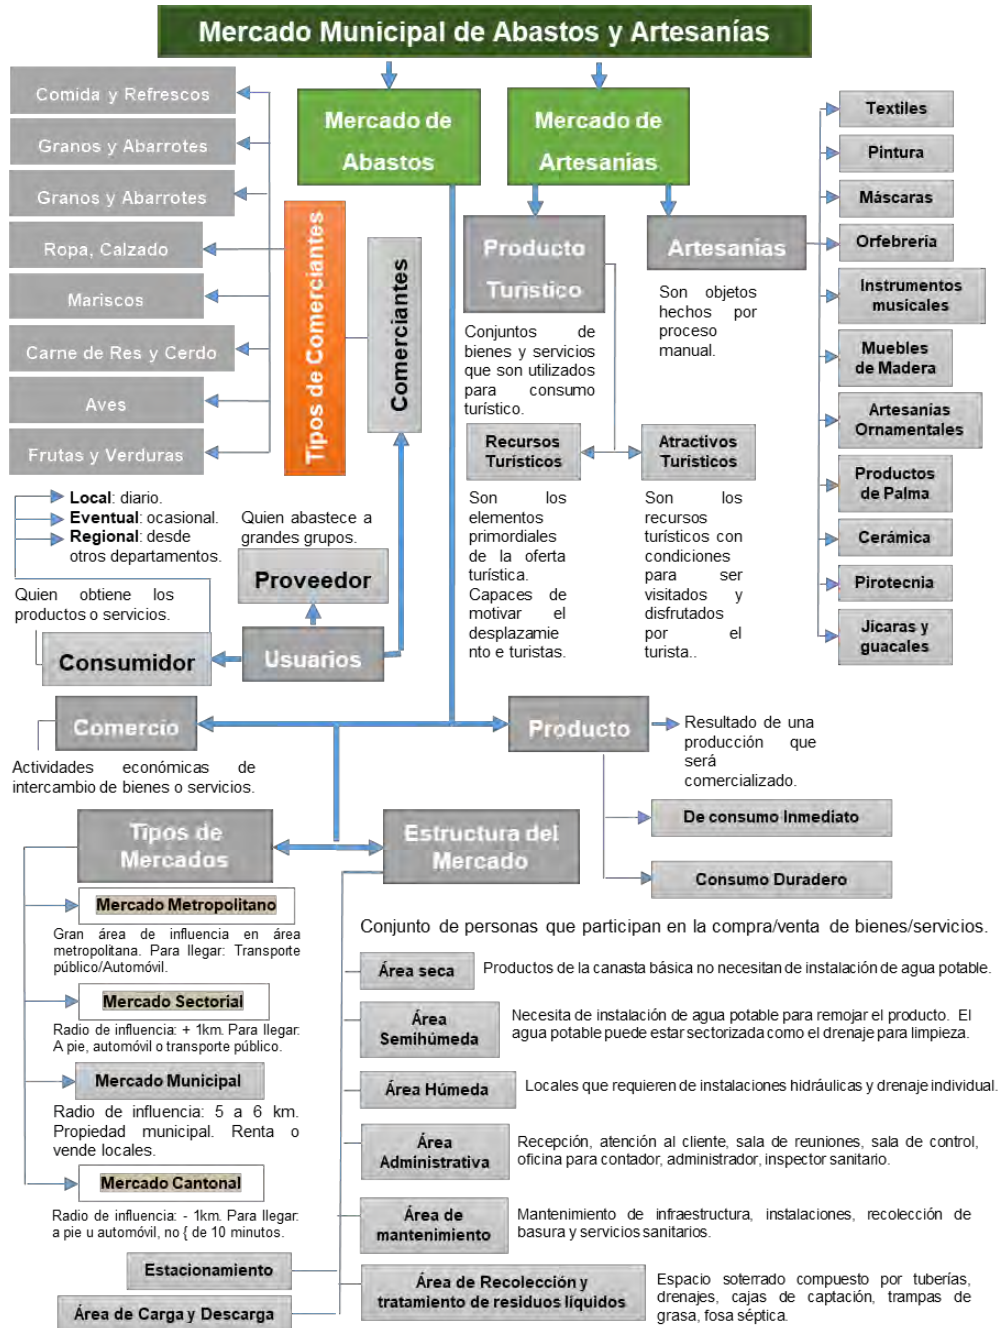 Mercado Municipal de Abastos y Artesanías
Mercado de
Abastos
Mercado de
Artesanías
Comida y Refrescos
Granos y Abarrotes
Granos y Abarrotes
Ropa, Calzado
Mariscos
Carne de Res y Cerdo
Aves
Frutas y Verduras
Tipos de Comerciantes
Comerciantes
Producto
Turístico
Conjuntos de
bienes y servicios
que son utilizados
para consumo
turístico.
Artesanías
Son objetos
hechos por
proceso
manual.
Textiles
Pintura
Máscaras
Orfebrería
Instrumentos
musicales
Muebles
de Madera
Artesanías
Ornamentales
Productos
de Palma
Cerámica
Pirotecnia
Jicaras y
guacales
Recursos
Turísticos
Son los
elementos
primordiales
de la oferta
turística.
Capaces de
motivar el
desplazamie
nto e turistas.
Atractivos
Turísticos
Son los
recursos
turísticos con
condiciones
para ser
visitados y
disfrutados
por el
turista..
Local: diario.
Eventual: ocasional.
Regional: desde
otros departamentos.
Quien abastece a
grandes grupos.
Proveedor
Quien obtiene los
productos o servicios.
Consumidor
Usuarios
Comercio
Actividades económicas de
intercambio de bienes o servicios.
Producto
Resultado de una
producción que
será
comercializado.
De consumo Inmediato
Consumo Duradero
Tipos de
Mercados
Estructura del
Mercado
Mercado Metropolitano
Gran área de influencia en área
metropolitana. Para llegar: Transporte
público/Automóvil.
Mercado Sectorial
Radio de influencia: + 1km. Para llegar:
A pie, automóvil o transporte público.
Mercado Municipal
Radio de influencia: 5 a 6 km.
Propiedad municipal. Renta o
vende locales.
Mercado Cantonal
Radio de influencia: - 1km. Para llegar:
a pie u automóvil, no { de 10 minutos.
Conjunto de personas que participan en la compra/venta de bienes/servicios.
Área seca
Productos de la canasta básica no necesitan de instalación de agua potable.
Área
Semihúmeda
Necesita de instalación de agua potable para remojar el producto. El
agua potable puede estar sectorizada como el drenaje para limpieza.
Área Húmeda
Locales que requieren de instalaciones hidráulicas y drenaje individual.
Área
Administrativa
Recepción, atención al cliente, sala de reuniones, sala de control,
oficina para contador, administrador, inspector sanitario.
Área de
mantenimiento
Mantenimiento de infraestructura, instalaciones, recolección de
basura y servicios sanitarios.
Estacionamiento
Área de Recolección y
tratamiento de residuos líquidos
Espacio soterrado compuesto por tuberías,
drenajes, cajas de captación, trampas de
grasa, fosa séptica.
Área de Carga y Descarga